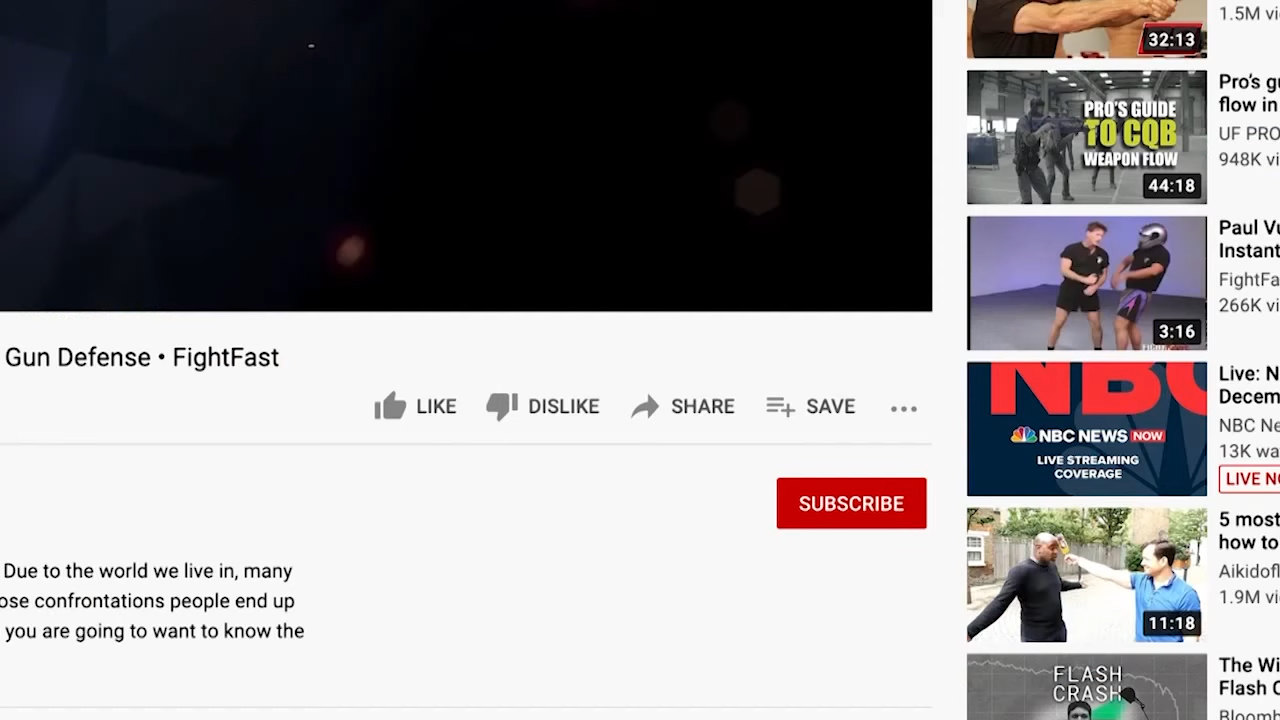 32:13
1.5M vi
PRO'S GUIDE
TO CQB
WEAPON FLOW
44:18
Pro's gu
flow in
UF PRO
948K vi
3:16
Paul Vu
Instant
FightFa
266K vi
Gun Defense • FightFast
LIKE
DISLIKE
SHARE
SAVE
NBC
NBC NEWS NOW
LIVE STREAMING
COVERAGE
Live: N
Decem
NBC Ne
13K wa
LIVE NO
SUBSCRIBE
Due to the world we live in, many
ose confrontations people end up
you are going to want to know the
11:18
5 most
how to
Aikidofl
1.9M vi
FLASH
CRASH
The Wi
Flash C
Bloomb